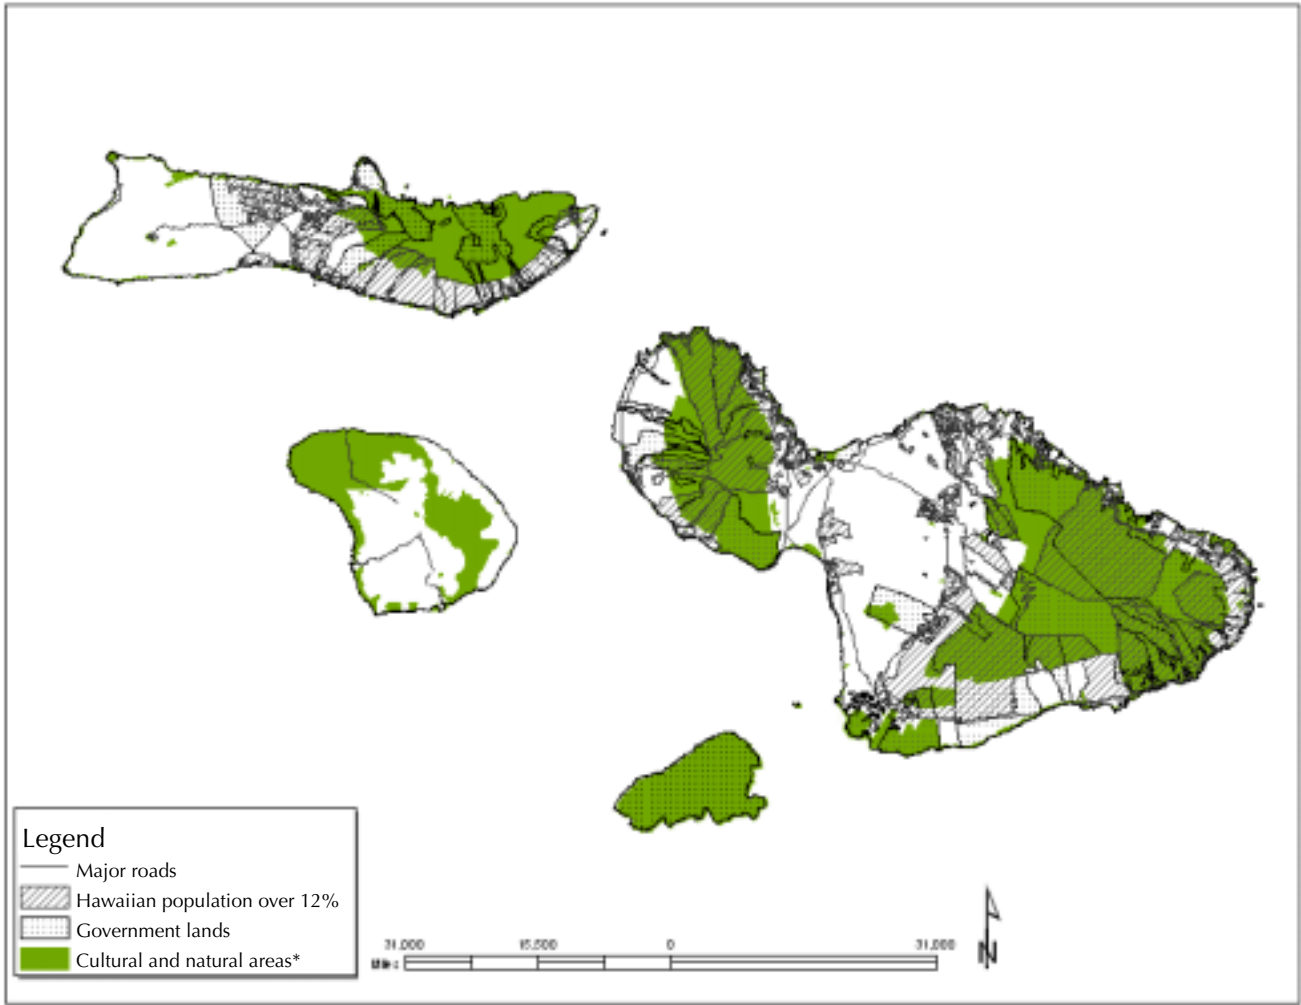 Legend
Major roads
Hawaiian population over 12%
Government lands
Cultural and natural areas*
31,000 15,500 0 31,000
N